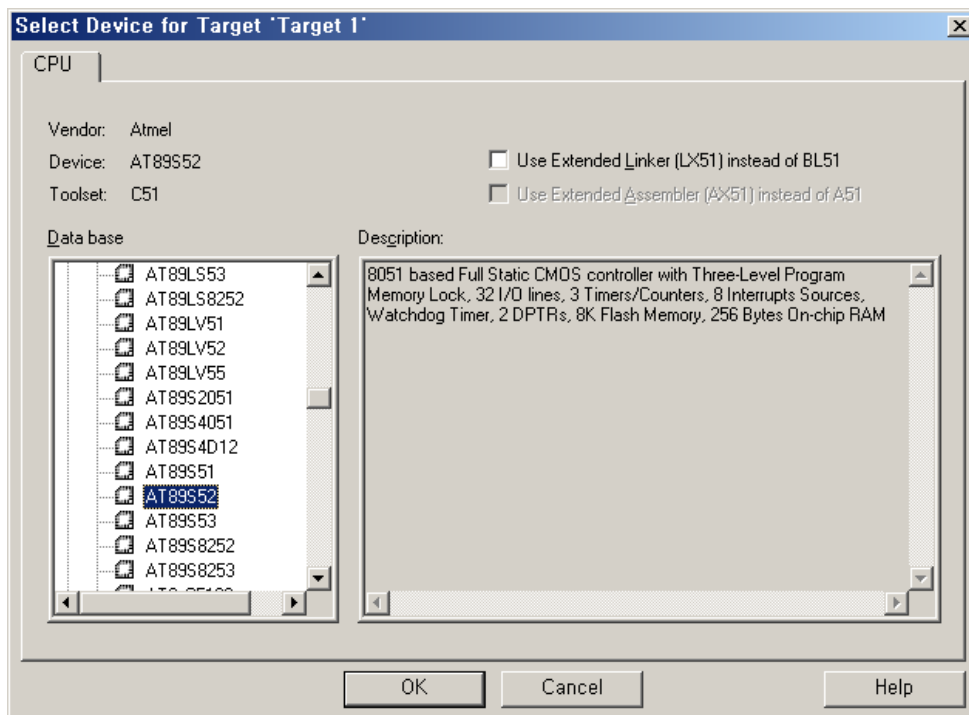 Select Device for Target 'Target 1'
CPU
Vendor: Atmel
Device: AT89S52
Toolset: C51
Use Extended Linker (LX51) instead of BL51
Use Extended Assembler (AX51) instead of A51
Data base
AT89LS53
AT89LS8252
AT89LV51
AT89LV52
AT89LV55
AT89S2051
AT89S4051
AT89S4D12
AT89S51
AT89S52
AT89S53
AT89S8252
AT89S8253
Description:
8051 based Full Static CMOS controller with Three-Level Program
Memory Lock, 32 I/O lines, 3 Timers/Counters, 8 Interrupts Sources,
Watchdog Timer, 2 DPTRs, 8K Flash Memory, 256 Bytes On-chip RAM
OK
Cancel
Help